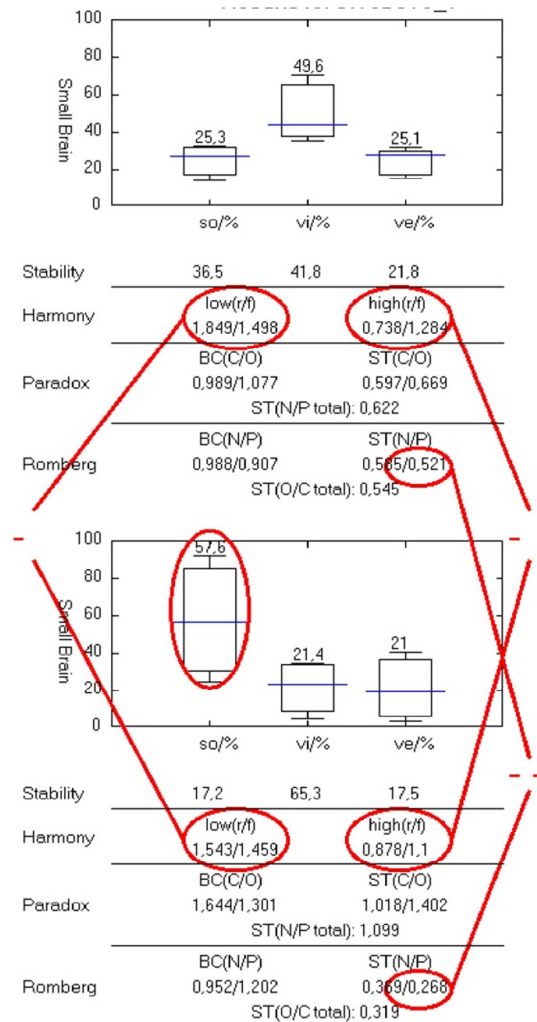 100
80
60
40
20
0
Small Brain
25,3
49,6
25,1
so/%
vi/%
ve/%
Stability 36,5 41,8 21,8
low(r/f) high(r/f)
Harmony 1,849/1,498 0,738/1,284
BC(C/O) ST(C/O)
Paradox 0,989/1,077 0,597/0,669
ST(N/P total): 0,622
BC(N/P) ST(N/P)
Romberg 0,988/0,907 0,585/0,521
ST(O/C total): 0,545
100
80
60
40
20
0
Small Brain
57,6
21,4
21
so/%
vi/%
ve/%
Stability 17,2 65,3 17,5
low(r/f) high(r/f)
Harmony 1,543/1,459 0,878/1,1
BC(C/O) ST(C/O)
Paradox 1,644/1,301 1,018/1,402
ST(N/P total): 1,099
BC(N/P) ST(N/P)
Romberg 0,952/1,202 0,369/0,268
ST(O/C total): 0,319